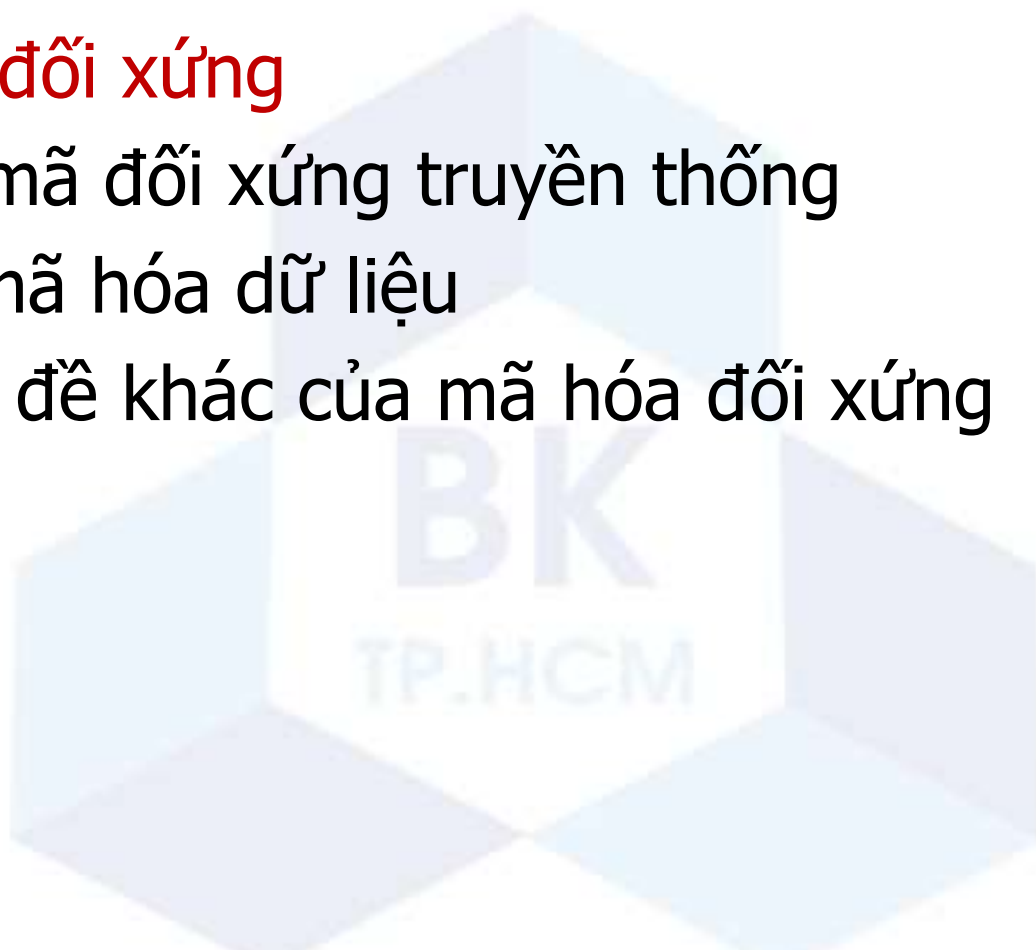 đối xứng
mã đối xứng truyền thống
mã hóa dữ liệu
đề khác của mã hóa đối xứng
BK
TP.HCM